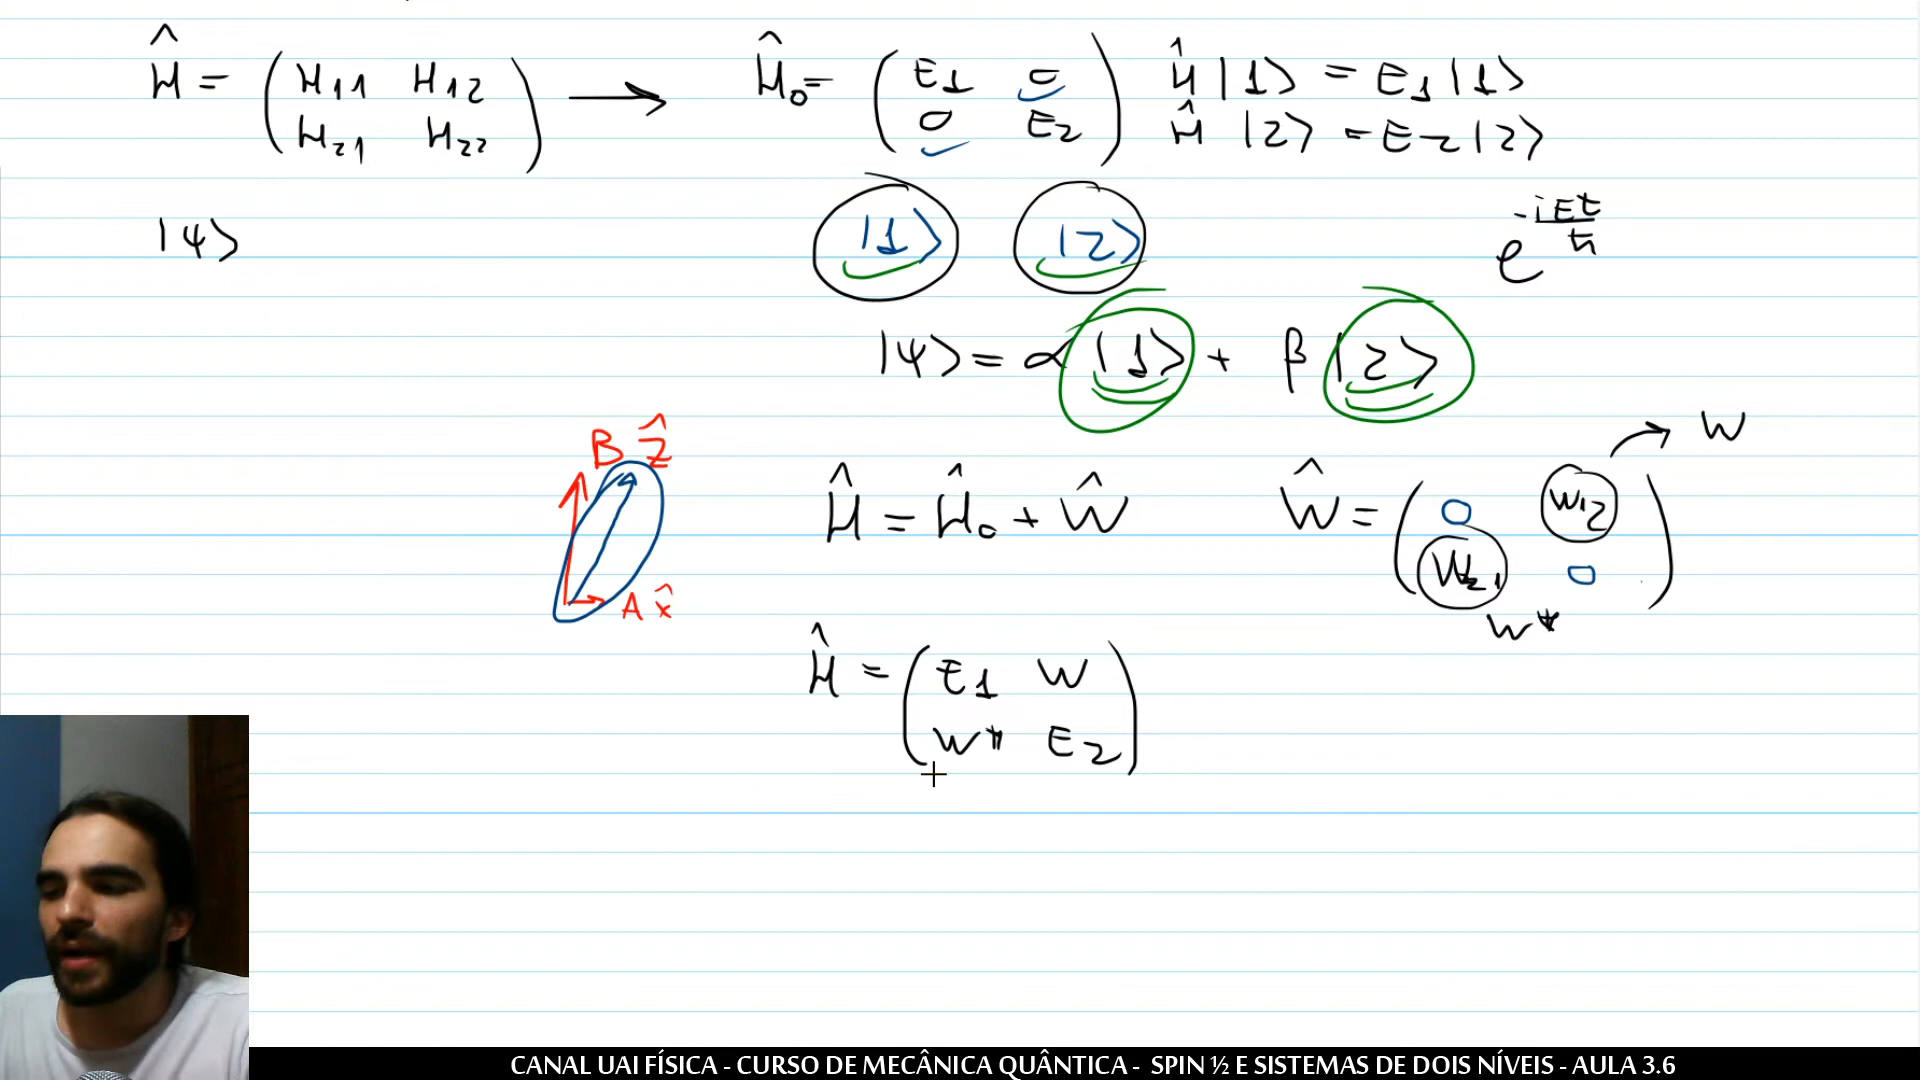 Ĥ = (H11 H12 → Ĥ0 = (E1 0) Ĥ|1⟩ = E1|1⟩
H21 H22) (0 E2) Ĥ|2⟩ = E2|2⟩
|ψ⟩ |1⟩ |2⟩ e^(-iEt/ħ)
|ψ⟩ = α|1⟩ + β|2⟩
B ẑ
A x̂
Ĥ = Ĥ0 + Ŵ Ŵ = (0 W12 → W
W21 0)
W*
Ĥ = (E1 W
W* E2)
CANAL UAI FÍSICA - CURSO DE MECÂNICA QUÂNTICA - SPIN ½ E SISTEMAS DE DOIS NÍVEIS - AULA 3.6